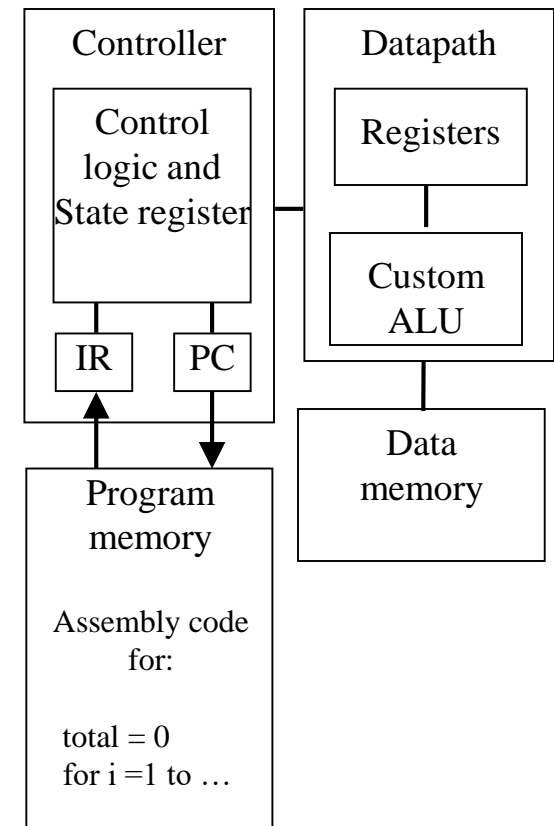 Controller
Control
logic and
State register
IR
PC
Datapath
Registers
Custom
ALU
Data
memory
Program
memory
Assembly code
for:
total = 0
for i =1 to …